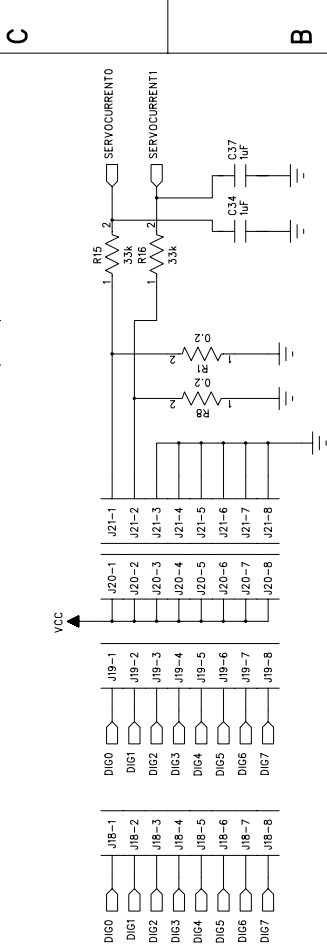 C
B
SERVOCURRENT0
SERVOCURRENT1
R15
33k
1
2
R16
33k
1
2
C37
1uF
C34
1uF
R1
0.2
2
1
R8
0.2
2
1
J21-1
J21-2
J21-3
J21-4
J21-5
J21-6
J21-7
J21-8
VCC
J20-1
J20-2
J20-3
J20-4
J20-5
J20-6
J20-7
J20-8
J19-1
J19-2
J19-3
J19-4
J19-5
J19-6
J19-7
J19-8
DIG0
DIG1
DIG2
DIG3
DIG4
DIG5
DIG6
DIG7
J18-1
J18-2
J18-3
J18-4
J18-5
J18-6
J18-7
J18-8
DIG0
DIG1
DIG2
DIG3
DIG4
DIG5
DIG6
DIG7